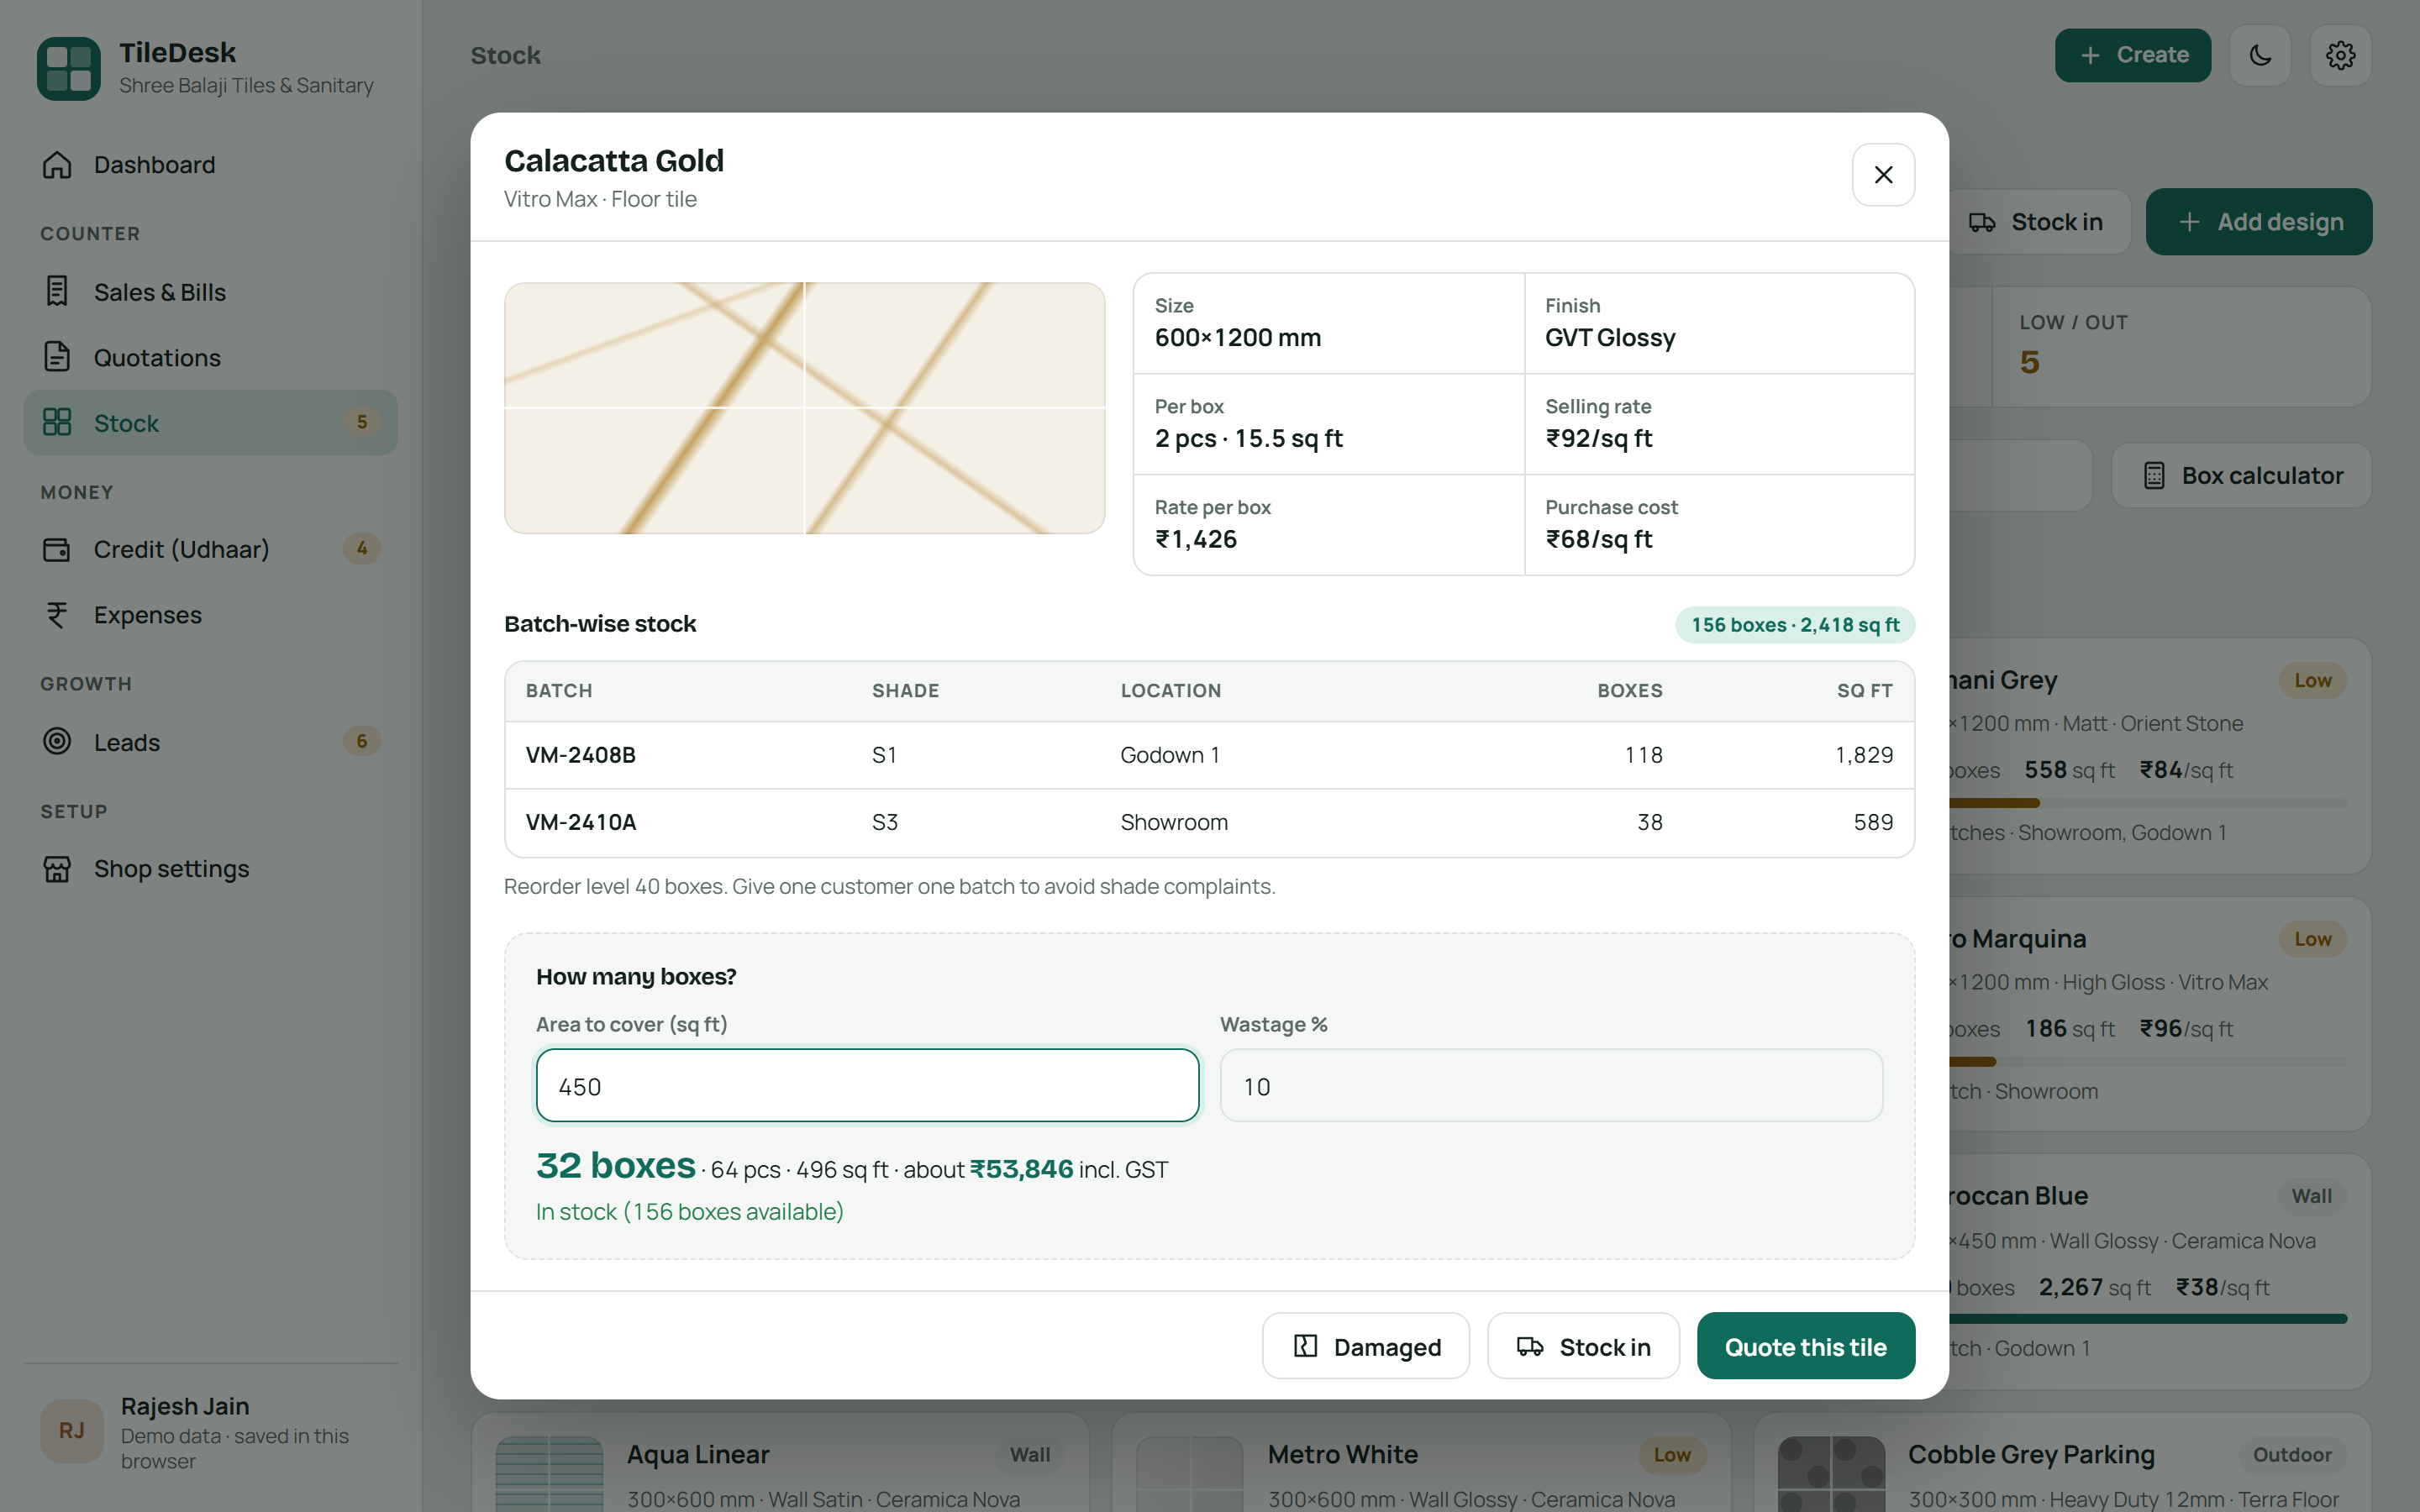 TileDesk
Shree Balaji Tiles & Sanitary
Dashboard
COUNTER
Sales & Bills
Quotations
Stock 5
MONEY
Credit (Udhaar) 4
Expenses
GROWTH
Leads 6
SETUP
Shop settings
RJ
Rajesh Jain
Demo data · saved in this
browser
Stock
Create
Stock in
Add design
LOW / OUT
5
Box calculator
Calacatta Gold
Vitro Max · Floor tile
Size
600×1200 mm
Finish
GVT Glossy
Per box
2 pcs · 15.5 sq ft
Selling rate
₹92/sq ft
Rate per box
₹1,426
Purchase cost
₹68/sq ft
Batch-wise stock
156 boxes · 2,418 sq ft
BATCH SHADE LOCATION BOXES SQ FT
VM-2408B S1 Godown 1 118 1,829
VM-2410A S3 Showroom 38 589
Reorder level 40 boxes. Give one customer one batch to avoid shade complaints.
How many boxes?
Area to cover (sq ft)
450
Wastage %
10
32 boxes · 64 pcs · 496 sq ft · about ₹53,846 incl. GST
In stock (156 boxes available)
Damaged
Stock in
Quote this tile
Grey Low
×1200 mm · Matt · Orient Stone
boxes 558 sq ft ₹84/sq ft
· Showroom, Godown 1
Marquina Low
×1200 mm · High Gloss · Vitro Max
boxes 186 sq ft ₹96/sq ft
· Showroom
Blue Wall
×450 mm · Wall Glossy · Ceramica Nova
boxes 2,267 sq ft ₹38/sq ft
· Godown 1
Aqua Linear Wall
300×600 mm · Wall Satin · Ceramica Nova
Metro White Low
300×600 mm · Wall Glossy · Ceramica Nova
Cobble Grey Parking Outdoor
300×300 mm · Heavy Duty 12mm · Terra Floor